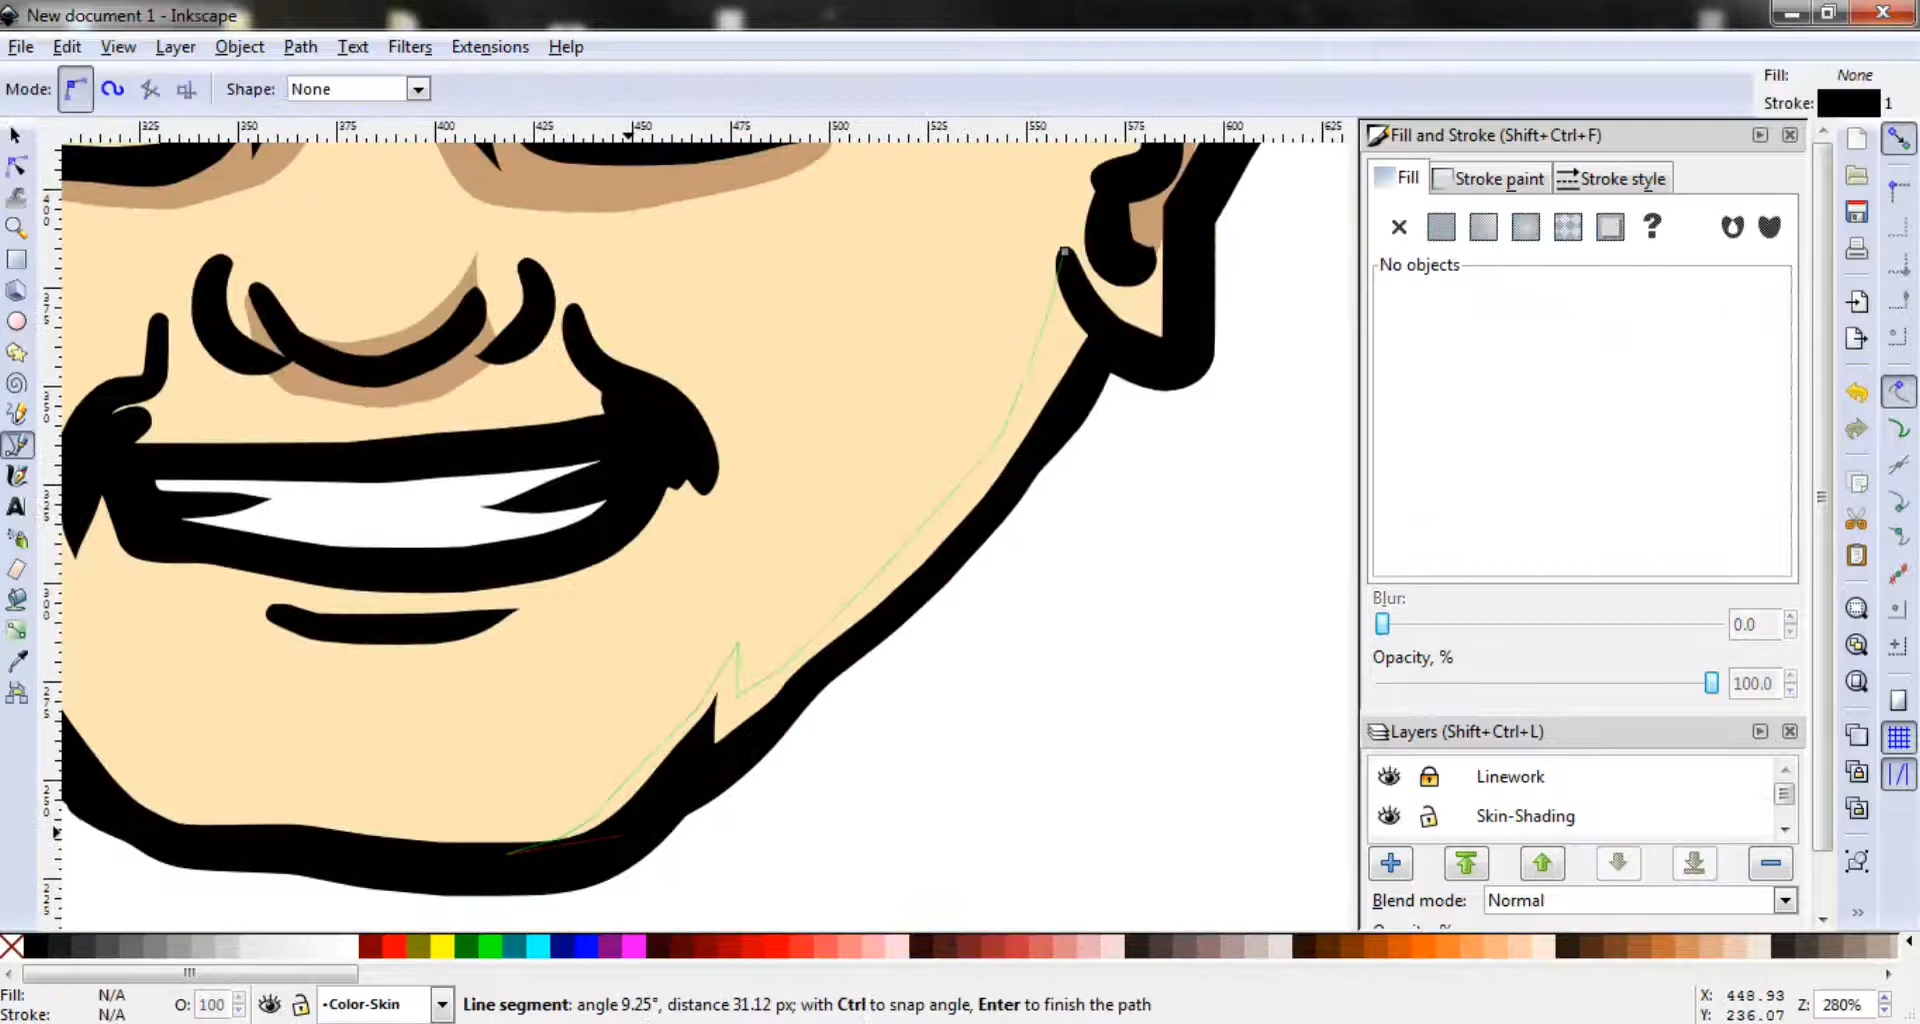 New document 1 - Inkscape
File Edit View Layer Object Path Text Filters Extensions Help
Mode: Shape: None
Fill: None
Stroke: 1
325 350 375 400 425 450 475 500 525 550 575 600 625
Fill and Stroke (Shift+Ctrl+F)
Fill Stroke paint Stroke style
?
No objects
Blur:
0.0
Opacity, %
100.0
Layers (Shift+Ctrl+L)
Linework
Skin-Shading
Blend mode: Normal
Fill: N/A
Stroke: N/A
O: 100
•Color-Skin
Line segment: angle 9.25°, distance 31.12 px; with Ctrl to snap angle, Enter to finish the path
X: 448.93
Y: 236.07
Z: 280%